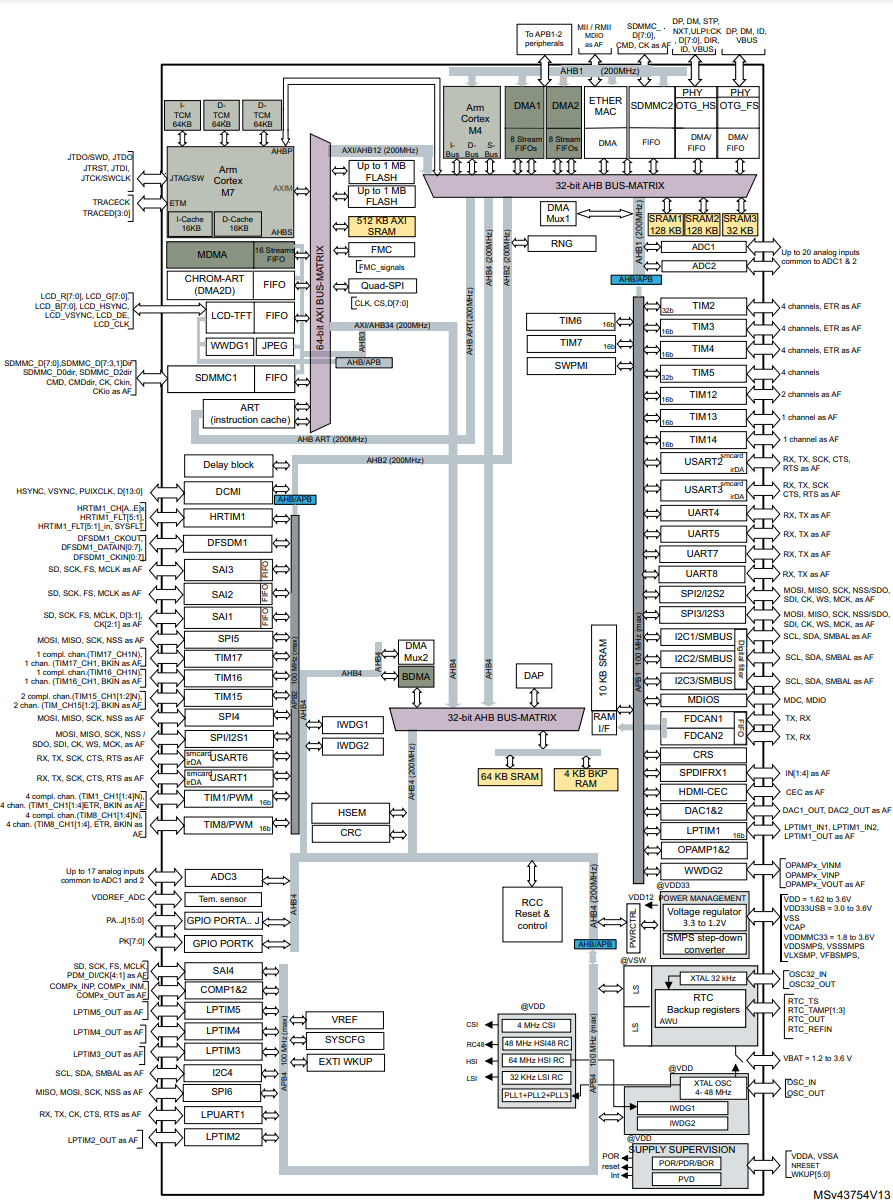 To APB1-2
peripherals
MII / RMII
MDIO
as AF
SDMMC_
D[7:0],
CMD, CK as AF
DP, DM, STP,
NXT,ULPI:CK
, D[7:0], DIR,
ID, VBUS
DP, DM, ID,
VBUS
AHB1 (200MHz)
I-
TCM
64KB
D-
TCM
64KB
D-
TCM
64KB
Arm
Cortex
M4
I-
Bus
D-
Bus
S-
Bus
DMA1
8 Stream
FIFOs
DMA2
8 Stream
FIFOs
ETHER
MAC
DMA
SDMMC2
FIFO
PHY
OTG_HS
DMA/
FIFO
PHY
OTG_FS
DMA/
FIFO
JTDO/SWD, JTDO
JTRST, JTDI,
JTCK/SWCLK
TRACECK
TRACED[3:0]
AHBP
Arm
Cortex
M7
JTAG/SW
AXIM
ETM
I-Cache
16KB
D-Cache
16KB
AHBS
MDMA
16 Streams
FIFO
CHROM-ART
(DMA2D)
FIFO
LCD_R[7:0], LCD_G[7:0],
LCD_B[7:0], LCD_HSYNC,
LCD_VSYNC, LCD_DE,
LCD_CLK
LCD-TFT
FIFO
WWDG1
JPEG
SDMMC_D[7:0],SDMMC_D[7:3,1]Dir
SDMMC_D0dir, SDMMC_D2dir
CMD, CMDdir, CK, Ckin,
CKio as AF
SDMMC1
FIFO
ART
(instruction cache)
64-bit AXI BUS-MATRIX
AXI/AHB12 (200MHz)
Up to 1 MB
FLASH
Up to 1 MB
FLASH
512 KB AXI
SRAM
FMC
FMC_signals
Quad-SPI
CLK, CS,D[7:0]
AXI/AHB34 (200MHz)
AHB3
AHB/APB
AHB ART (200MHz)
AHB ART(200MHz)
AHB4 (200MHz)
AHB2 (200MHz)
32-bit AHB BUS-MATRIX
DMA
Mux1
RNG
AHB1 (200MHz)
SRAM1
128 KB
SRAM2
128 KB
SRAM3
32 KB
ADC1
ADC2
Up to 20 analog inputs
common to ADC1 & 2
AHB/APB
TIM6
16b
TIM7
16b
SWPMI
TIM2
32b
4 channels, ETR as AF
TIM3
16b
4 channels, ETR as AF
TIM4
16b
4 channels, ETR as AF
TIM5
32b
4 channels
TIM12
16b
2 channels as AF
TIM13
16b
1 channel as AF
TIM14
16b
1 channel as AF
USART2
smcard
irDA
RX, TX, SCK, CTS,
RTS as AF
USART3
smcard
irDA
RX, TX, SCK
CTS, RTS as AF
UART4
RX, TX as AF
UART5
RX, TX as AF
UART7
RX, TX as AF
UART8
RX, TX as AF
SPI2/I2S2
MOSI, MISO, SCK, NSS/SDO,
SDI, CK, WS, MCK, as AF
SPI3/I2S3
MOSI, MISO, SCK, NSS/SDO,
SDI, CK, WS, MCK, as AF
I2C1/SMBUS
SCL, SDA, SMBAL as AF
I2C2/SMBUS
SCL, SDA, SMBAL as AF
I2C3/SMBUS
SCL, SDA, SMBAL as AF
Digital filter
MDIOS
MDC, MDIO
FDCAN1
TX, RX
FDCAN2
TX, RX
FIFO
CRS
SPDIFRX1
IN[1:4] as AF
HDMI-CEC
CEC as AF
DAC1&2
DAC1_OUT, DAC2_OUT as AF
LPTIM1
16b
LPTIM1_IN1, LPTIM1_IN2,
LPTIM1_OUT as AF
OPAMP1&2
WWDG2
OPAMPx_VINM
OPAMPx_VINP
OPAMPx_VOUT as AF
APB1 100 MHz (max)
10 KB SRAM
RAM
I/F
AHB2 (200MHz)
Delay block
HSYNC, VSYNC, PUIXCLK, D[13:0]
DCMI
AHB/APB
HRTIM1_CH[A..E]x
HRTIM1_FLT[5:1],
HRTIM1_FLT[5:1]_in, SYSFLT
HRTIM1
DFSDM1_CKOUT,
DFSDM1_DATAIN[0:7],
DFSDM1_CKIN[0:7]
DFSDM1
SD, SCK, FS, MCLK as AF
SAI3
FIFO
SD, SCK, FS, MCLK as AF
SAI2
FIFO
SD, SCK, FS, MCLK, D[3:1],
CK[2:1] as AF
SAI1
FIFO
MOSI, MISO, SCK, NSS as AF
SPI5
1 compl. chan.(TIM17_CH1N),
1 chan. (TIM17_CH1, BKIN as AF
TIM17
1 compl. chan.(TIM16_CH1N),
1 chan. (TIM16_CH1, BKIN as AF
TIM16
2 compl. chan.(TIM15_CH1[1:2]N),
2 chan. (TIM_CH15[1:2], BKIN as AF
TIM15
MOSI, MISO, SCK, NSS as AF
SPI4
MOSI, MISO, SCK, NSS /
SDO, SDI, CK, WS, MCK, as AF
SPI/I2S1
RX, TX, SCK, CTS, RTS as AF
smcard
irDA
USART6
RX, TX, SCK, CTS, RTS as AF
smcard
irDA
USART1
4 compl. chan. (TIM1_CH1[1:4]N),
4 chan. (TIM1_CH1[1:4]ETR, BKIN as AF
TIM1/PWM
16b
4 compl. chan.(TIM8_CH1[1:4]N),
4 chan. (TIM8_CH1[1:4], ETR, BKIN as
AF
TIM8/PWM
16b
APB2 100 MHz (max)
AHB4
AHB4
AHB4
DMA
Mux2
BDMA
AHB4
AHB4
DAP
32-bit AHB BUS-MATRIX
64 KB SRAM
4 KB BKP
RAM
IWDG1
IWDG2
AHB4 (200MHz)
HSEM
CRC
Up to 17 analog inputs
common to ADC1 and 2
ADC3
VDDREF_ADC
Tem. sensor
PA..J[15:0]
GPIO PORTA.. J
PK[7:0]
GPIO PORTK
AHB4
RCC
Reset &
control
AHB4 (200MHz)
AHB/APB
@VDD33
VDD12
PWRCTRL
POWER MANAGEMENT
Voltage regulator
3.3 to 1.2V
SMPS step-down
converter
VDD = 1.62 to 3.6V
VDD33USB = 3.0 to 3.6V
VSS
VCAP
VDDMMC33 = 1.8 to 3.6V
VDDSMPS, VSSSMPS
VLXSMP, VFBSMPS,
@VSW
LS
LS
XTAL 32 kHz
RTC
Backup registers
AWU
OSC32_IN
OSC32_OUT
RTC_TS
RTC_TAMP[1:3]
RTC_OUT
RTC_REFIN
VBAT = 1.2 to 3.6 V
SD, SCK, FS, MCLK,
PDM_DI/CK[4:1] as AF
SAI4
COMPx_INP, COMPx_INM,
COMPx_OUT as AF
COMP1&2
LPTIM5_OUT as AF
LPTIM5
LPTIM4_OUT as AF
LPTIM4
LPTIM3_OUT as AF
LPTIM3
SCL, SDA, SMBAL as AF
I2C4
MISO, MOSI, SCK, NSS as AF
SPI6
RX, TX, CK, CTS, RTS as AF
LPUART1
LPTIM2_OUT as AF
LPTIM2
APB4 100 MHz (max)
VREF
SYSCFG
EXTI WKUP
@VDD
CSI
4 MHz CSI
RC48
48 MHz HSI48 RC
HSI
64 MHz HSI RC
LSI
32 KHz LSI RC
PLL1+PLL2+PLL3
APB4 100 MHz (max)
@VDD
XTAL OSC
4- 48 MHz
IWDG1
IWDG2
OSC_IN
OSC_OUT
@VDD
SUPPLY SUPERVISION
POR
reset
Int
POR/PDR/BOR
PVD
VDDA, VSSA
NRESET
WKUP[5:0]
MSv43754V13